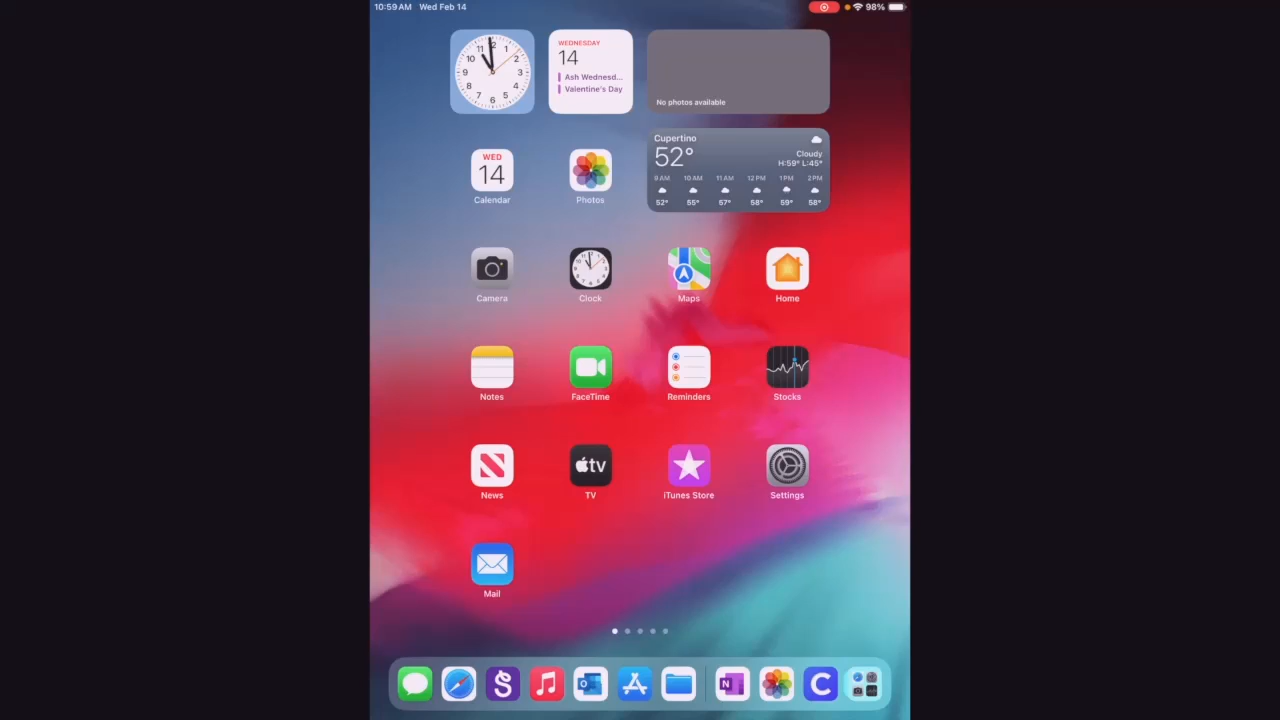 10:59 AM Wed Feb 14
98%
WEDNESDAY
14
Ash Wednesd...
Valentine's Day
No photos available
Cupertino
52°
Cloudy
H:59° L:45°
9 AM 10 AM 11 AM 12 PM 1 PM 2 PM
52° 55° 57° 58° 59° 58°
WED
14
Calendar
Photos
Camera
Clock
Maps
Home
Notes
FaceTime
Reminders
Stocks
News
tv
TV
iTunes Store
Settings
Mail